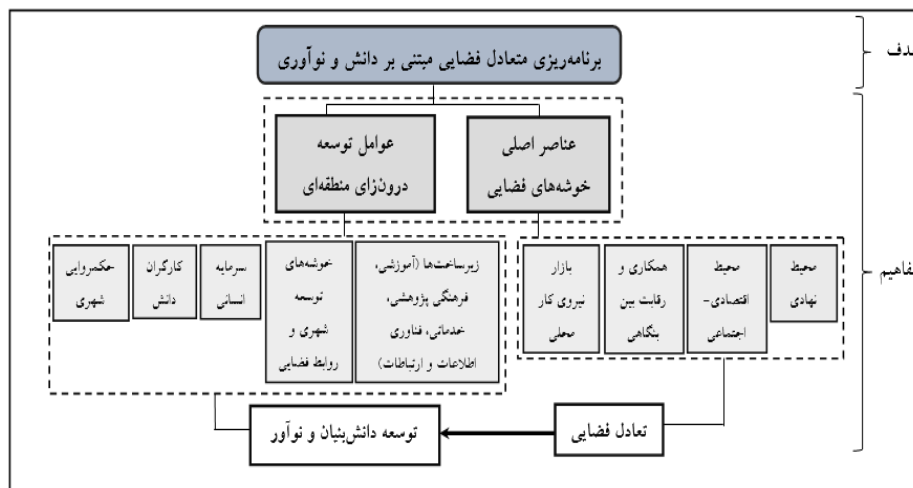 هدف
برنامه‌ریزی متعادل فضایی مبتنی بر دانش و نوآوری
مفاهیم
عناصر اصلی
خوشه‌های فضایی
عوامل توسعه
درون‌زای منطقه‌ای
محیط
نهادی
محیط
اقتصادی-
اجتماعی
همکاری و
رقابت بین
بنگاهی
بازار
نیروی کار
محلی
زیرساخت‌ها (آموزشی،
فرهنگی پژوهشی،
خدماتی، فناوری
اطلاعات و ارتباطات)
خوشه‌های
توسعه
شهری و
روابط فضایی
سرمایه
انسانی
کارگران
دانش
حکمروایی
شهری
تعادل فضایی
توسعه دانش‌بنیان و نوآور